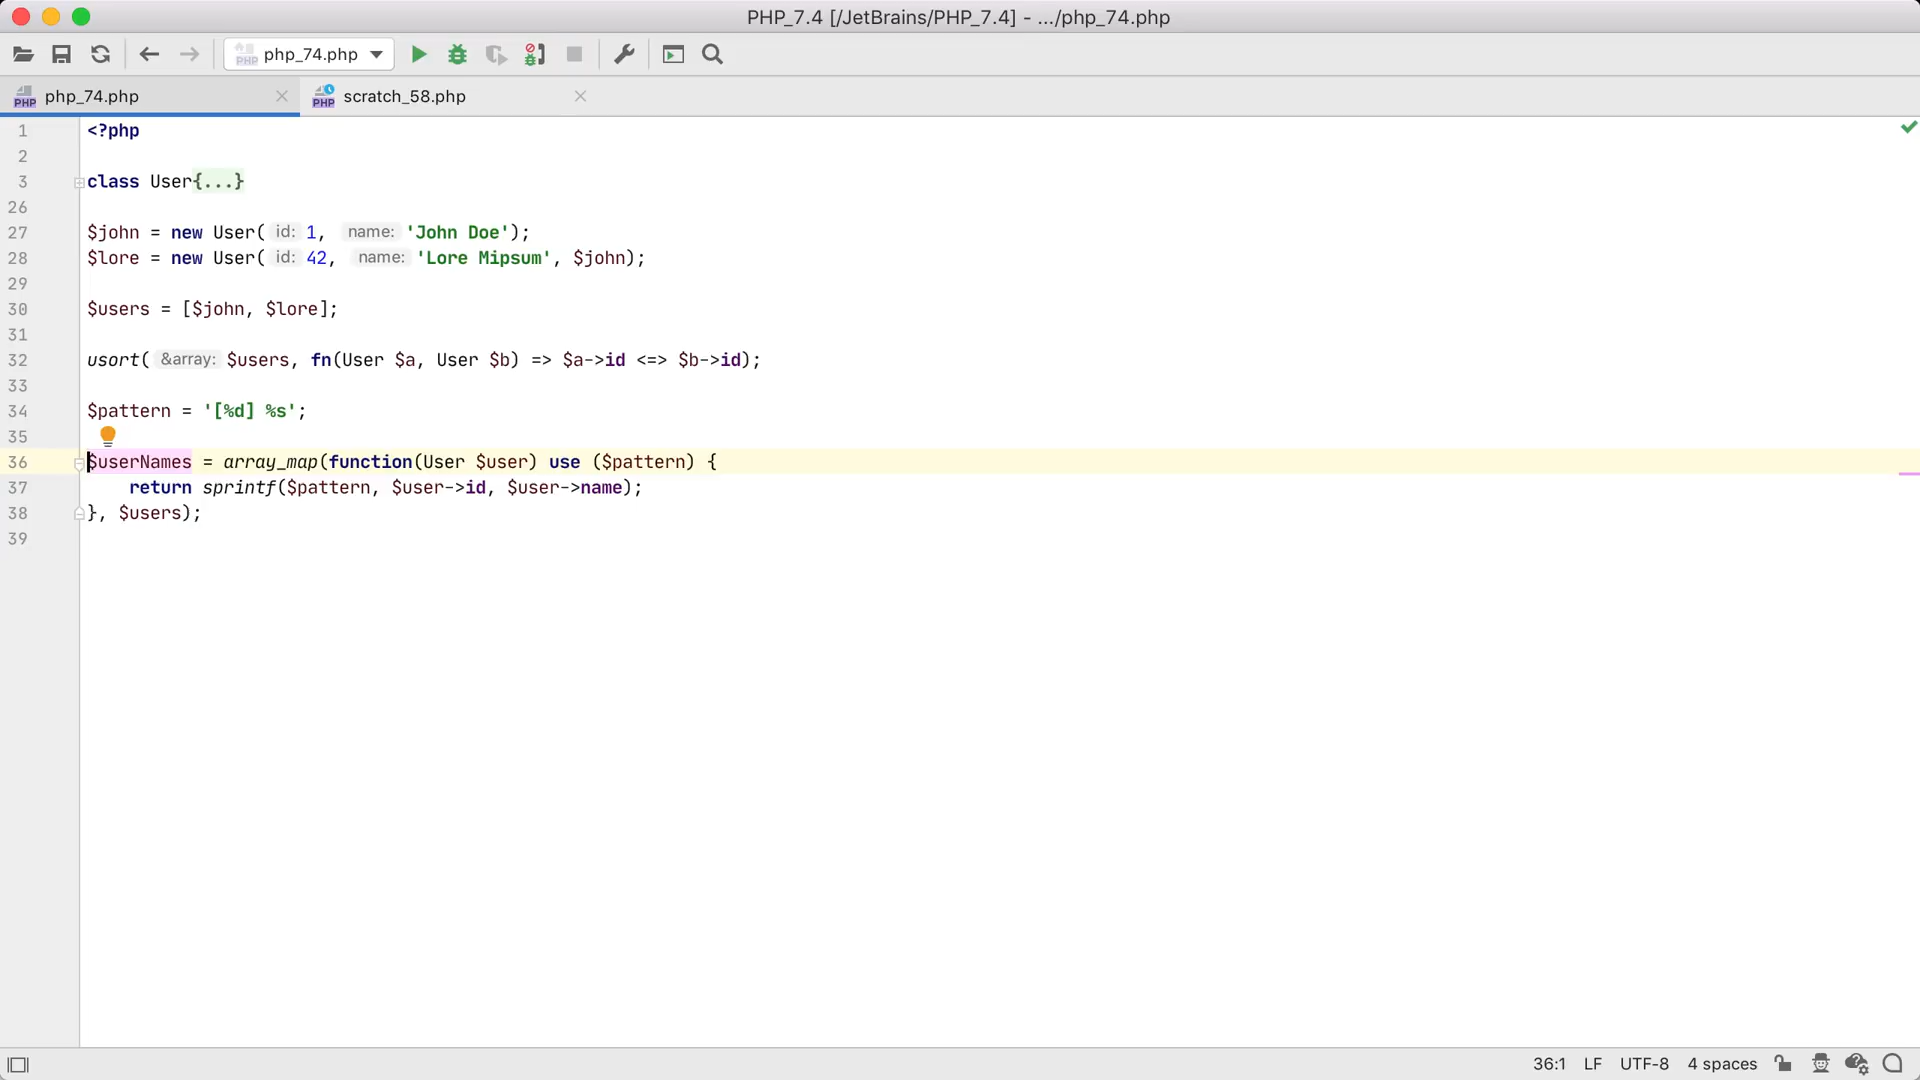 PHP_7.4 [/JetBrains/PHP_7.4] - .../php_74.php
PHP php_74.php
PHP php_74.php PHP scratch_58.php
1 <?php
2
3 class User{...}
26
27 $john = new User( id: 1, name: 'John Doe');
28 $lore = new User( id: 42, name: 'Lore Mipsum', $john);
29
30 $users = [$john, $lore];
31
32 usort( &array: $users, fn(User $a, User $b) => $a->id <=> $b->id);
33
34 $pattern = '[%d] %s';
35
36 $userNames = array_map(function(User $user) use ($pattern) {
37 return sprintf($pattern, $user->id, $user->name);
38 }, $users);
39
36:1 LF UTF-8 4 spaces